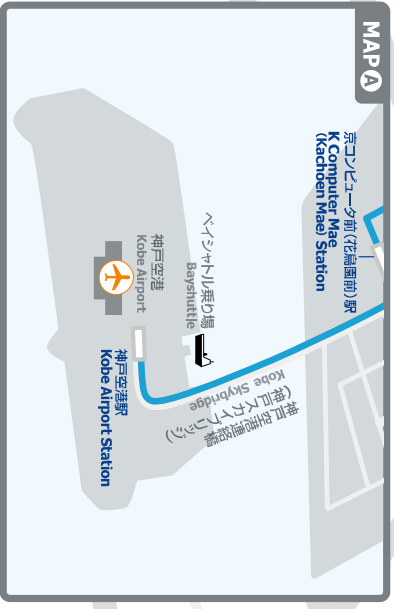 MAP A
京コンピュータ前(花鳥園前)駅
K Computer Mae
(Kachoen Mae) Station
ベイシャトル乗り場
Bayshuttle
神戸空港
Kobe Airport
神戸空港駅
Kobe Airport Station
Kobe Skybridge
神戸空港連絡橋
(神戸スカイブリッジ)